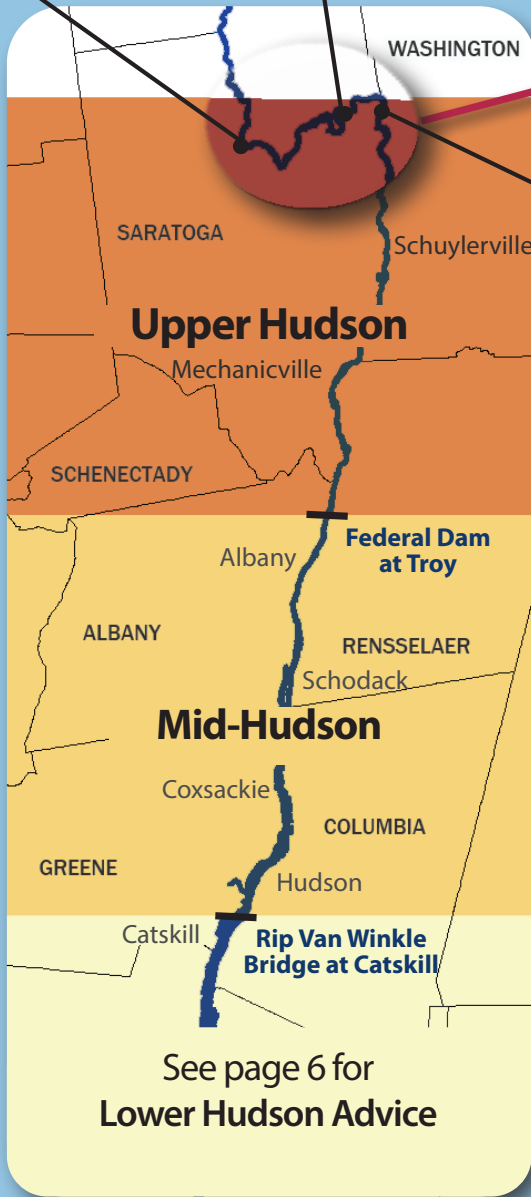 WASHINGTON
SARATOGA
Schuylerville
Upper Hudson
Mechanicville
SCHENECTADY
Federal Dam
at Troy
Albany
ALBANY
RENSSELAER
Schodack
Mid-Hudson
Coxsackie
COLUMBIA
GREENE
Hudson
Catskill
Rip Van Winkle
Bridge at Catskill
See page 6 for
Lower Hudson Advice